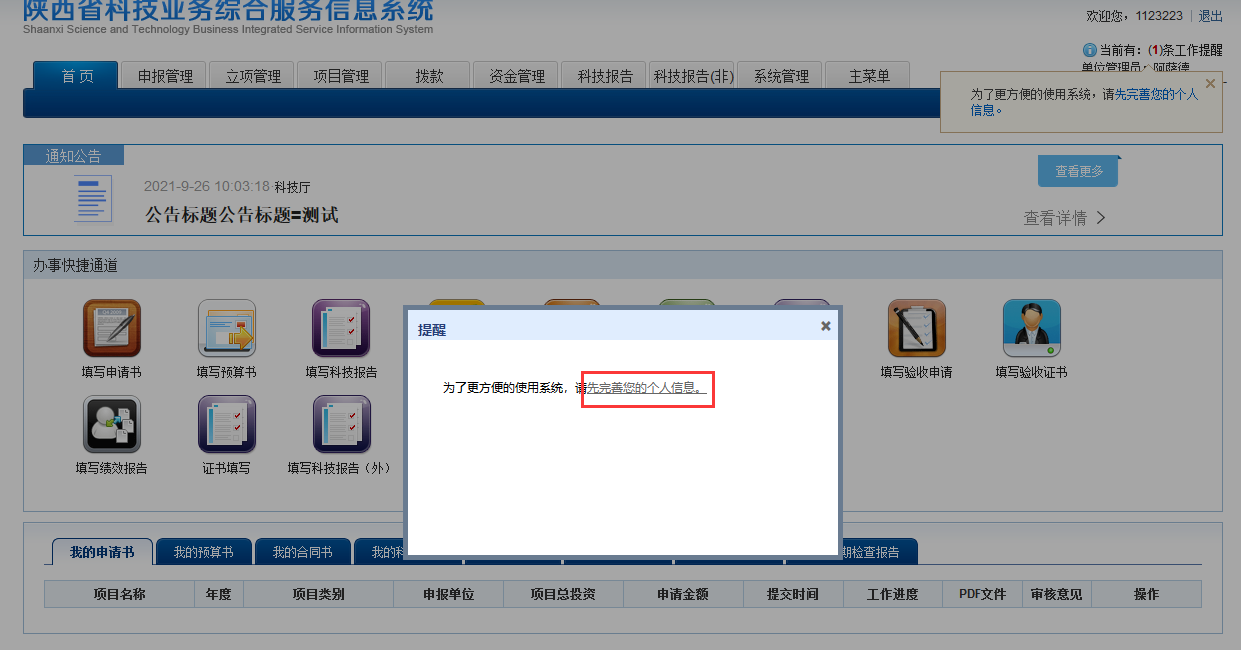 陕西省科技业务综合服务信息系统
Shaanxi Science and Technology Business Integrated Service Information System
欢迎您，1123223 | 退出
当前有：(1)条工作提醒
单位管理员：阿薩德
首 页 申报管理 立项管理 项目管理 拨款 资金管理 科技报告 科技报告(非) 系统管理 主菜单
为了更方便的使用系统，请先完善您的个人
信息。
通知公告
2021-9-26 10:03:18 科技厅
查看更多
公告标题公告标题=测试
查看详情
办事快捷通道
填写申请书 填写预算书 填写科技报告 填写验收申请 填写验收证书
提醒
为了更方便的使用系统，请先完善您的个人信息。
填写绩效报告 证书填写 填写科技报告（外）
我的申请书 我的预算书 我的合同书 我的科 期检查报告
项目名称 年度 项目类别 申报单位 项目总投资 申请金额 提交时间 工作进度 PDF文件 审核意见 操作